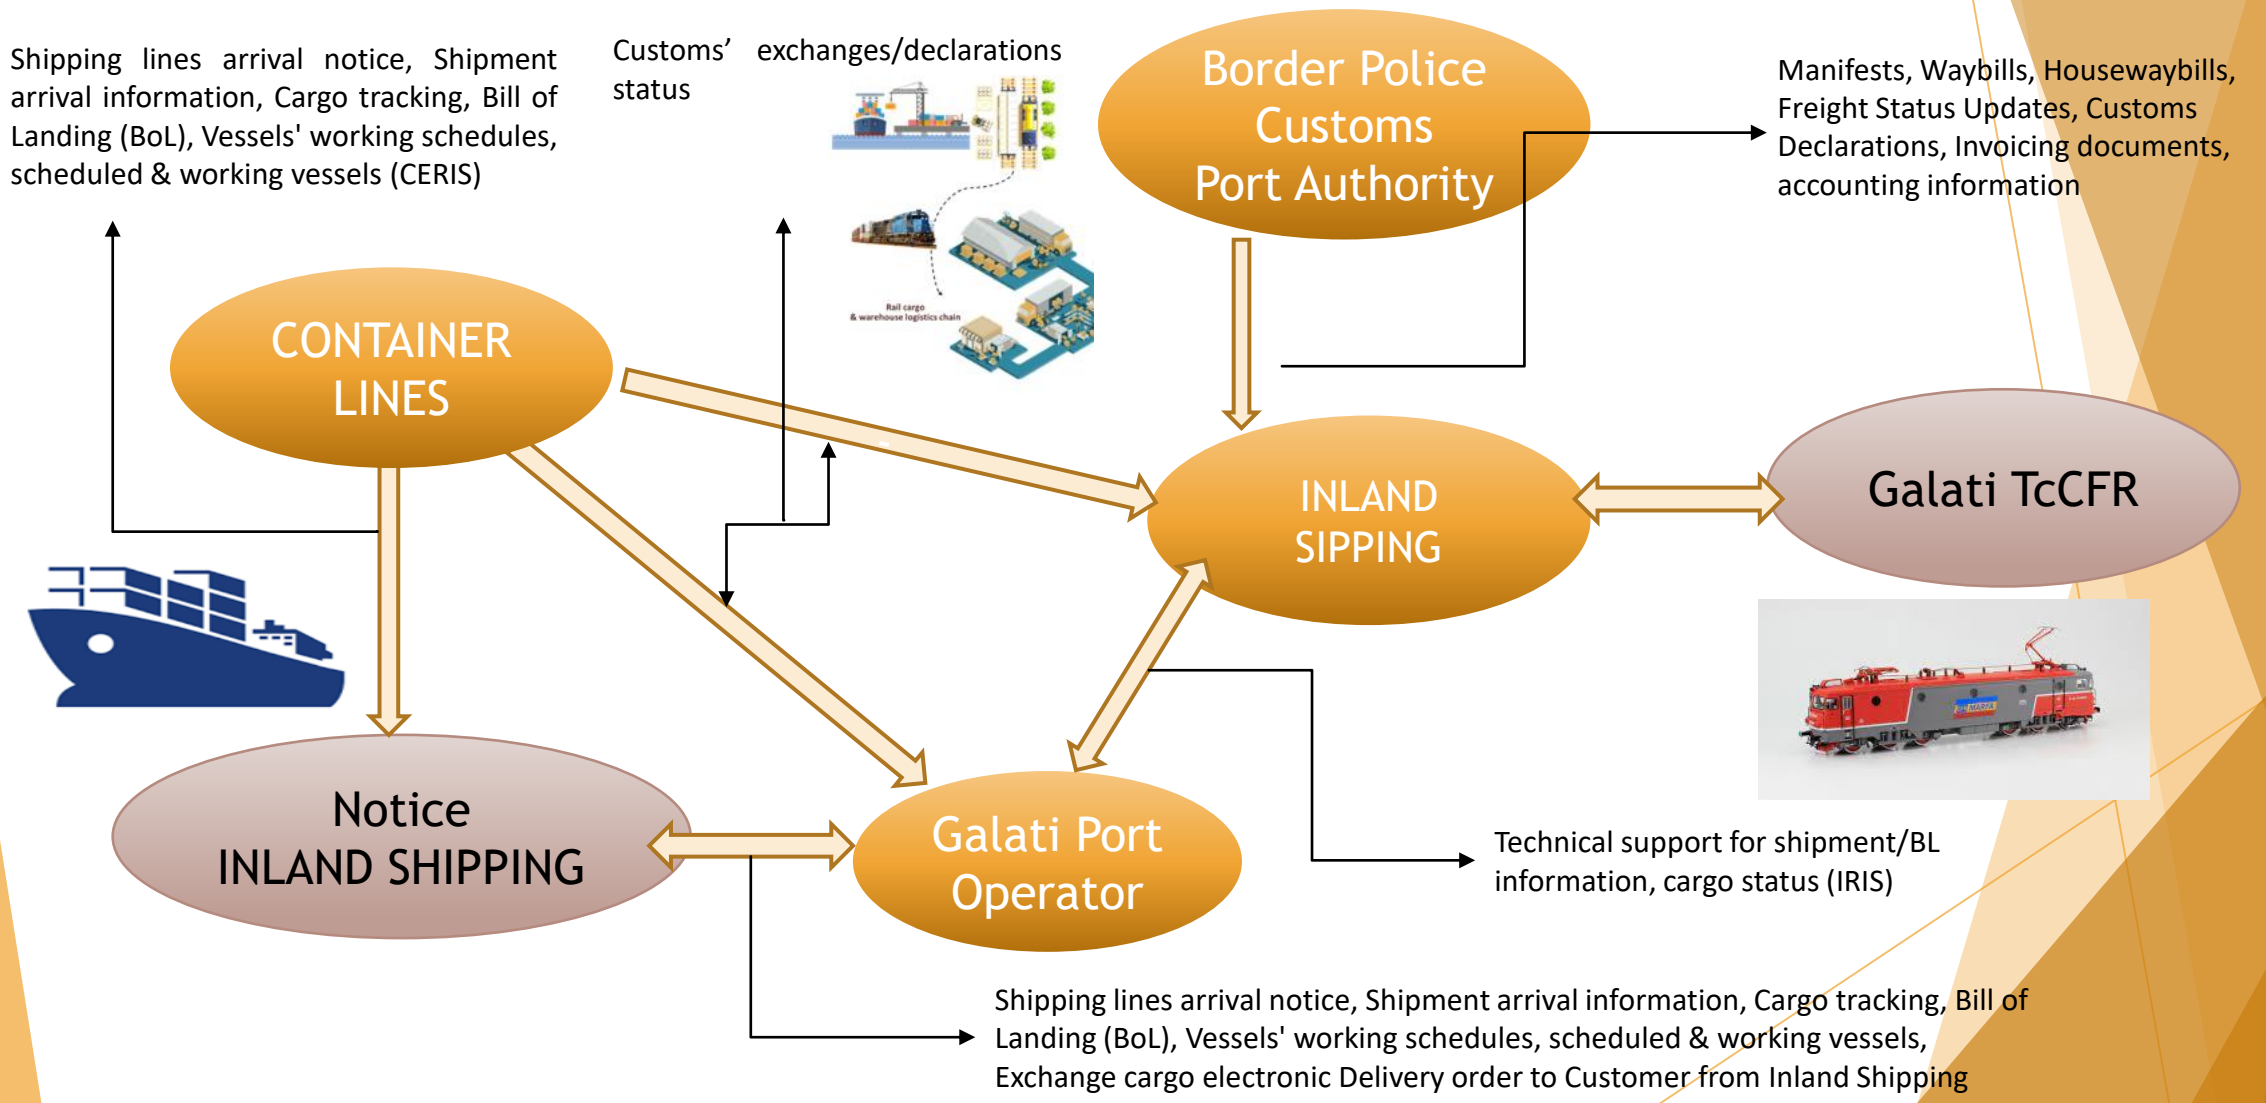 Shipping lines arrival notice, Shipment
arrival information, Cargo tracking, Bill of
Landing (BoL), Vessels' working schedules,
scheduled & working vessels (CERIS)
Customs’ exchanges/declarations
status
Border Police
Customs
Port Authority
Manifests, Waybills, Housewaybills,
Freight Status Updates, Customs
Declarations, Invoicing documents,
accounting information
Rail cargo
& warehouse logistics chain
CONTAINER
LINES
INLAND
SIPPING
Galati TcCFR
MARFA
Notice
INLAND SHIPPING
Galati Port
Operator
Technical support for shipment/BL
information, cargo status (IRIS)
Shipping lines arrival notice, Shipment arrival information, Cargo tracking, Bill of
Landing (BoL), Vessels' working schedules, scheduled & working vessels,
Exchange cargo electronic Delivery order to Customer from Inland Shipping